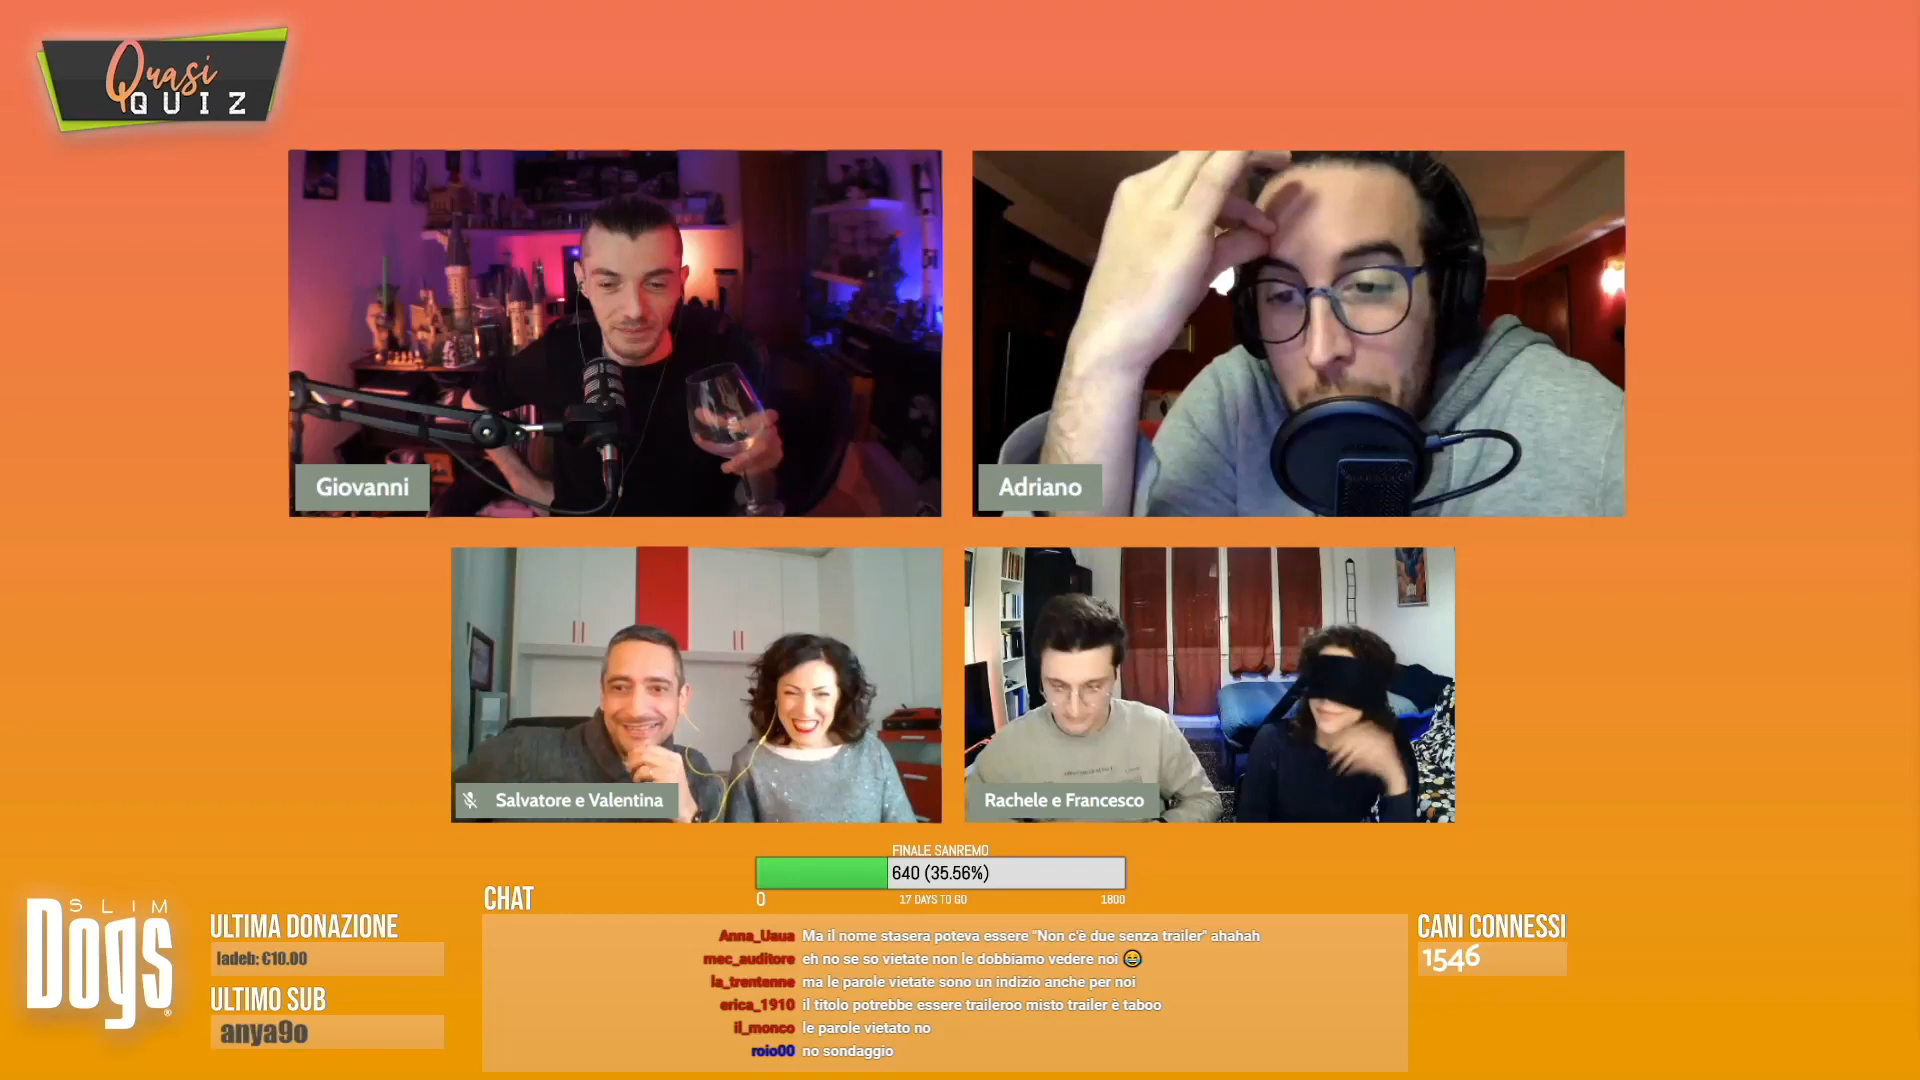 Quasi
QUIZ
Giovanni
Adriano
Salvatore e Valentina
Rachele e Francesco
FINALE SANREMO
640 (35.56%)
0
17 DAYS TO GO
1800
SLIM
Dogs
ULTIMA DONAZIONE
ladeb: €10.00
ULTIMO SUB
anya9o
CHAT
Anna_Uaua Ma il nome stasera poteva essere "Non c'è due senza trailer" ahahah
mec_auditore eh no se so vietate non le dobbiamo vedere noi 😂
la_trentenne ma le parole vietate sono un indizio anche per noi
erica_1910 il titolo potrebbe essere traileroo misto trailer è taboo
il_monco le parole vietato no
roio00 no sondaggio
CANI CONNESSI
1546